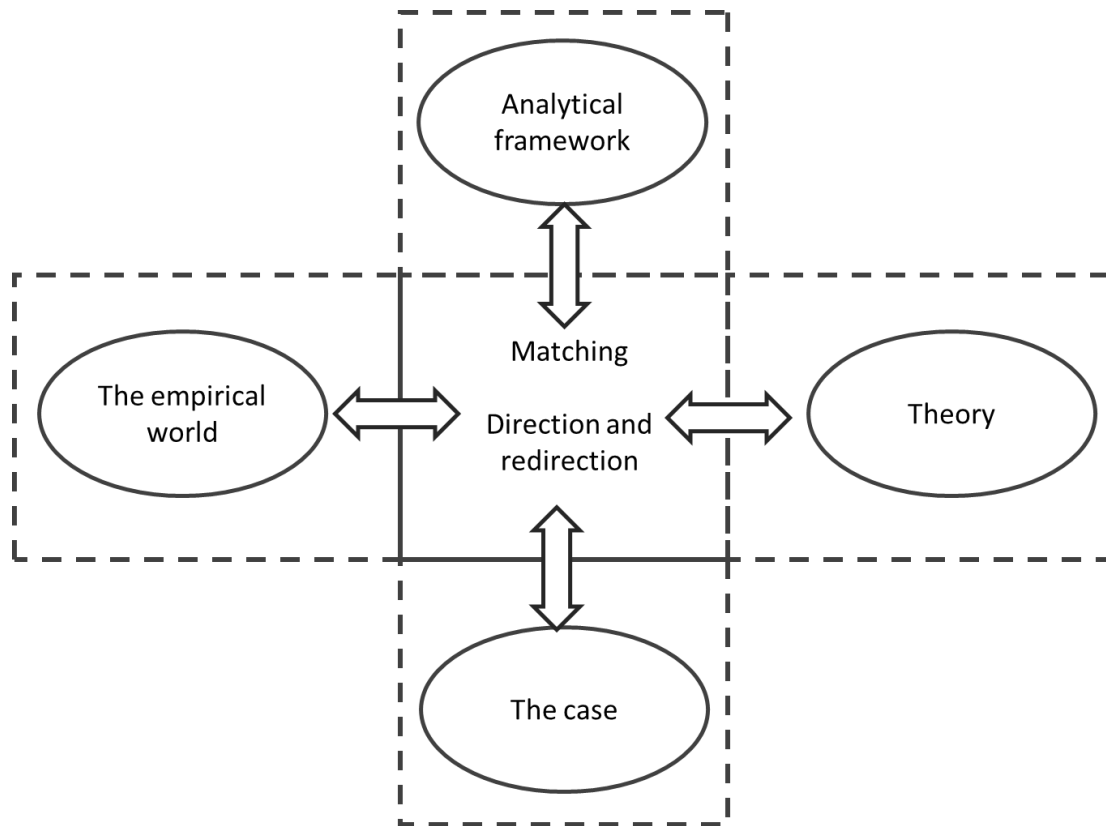 Analytical
framework
Matching
The empirical
world
Direction and
redirection
Theory
The case